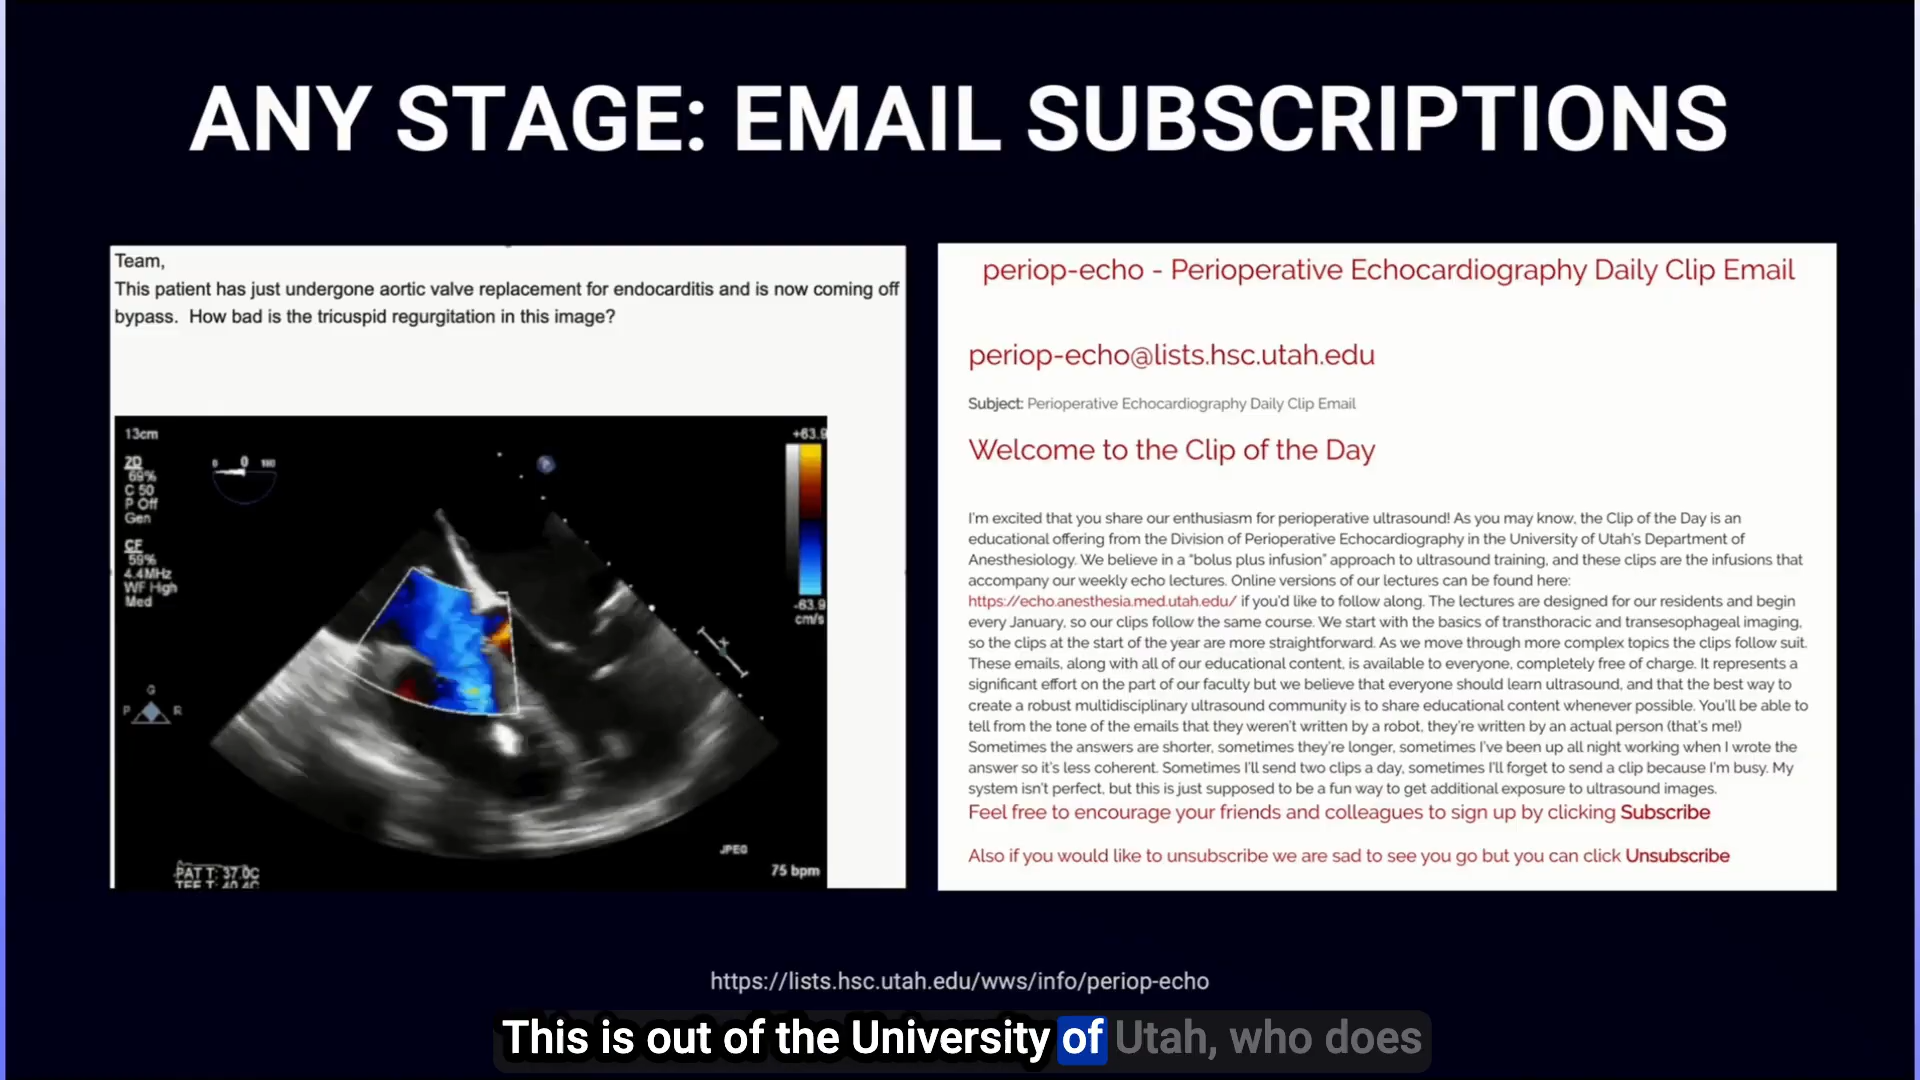 ANY STAGE: EMAIL SUBSCRIPTIONS
Team,
This patient has just undergone aortic valve replacement for endocarditis and is now coming off
bypass. How bad is the tricuspid regurgitation in this image?
13cm
2D
69%
C 50
P Off
Gen
CF
59%
4.4MHz
WF High
Med
0 0 180
+63.9
-63.9
cm/s
G
P R
JPEG
PAT T: 37.0C
TEE T: 40.4C
75 bpm
periop-echo - Perioperative Echocardiography Daily Clip Email
periop-echo@lists.hsc.utah.edu
Subject: Perioperative Echocardiography Daily Clip Email
Welcome to the Clip of the Day
I'm excited that you share our enthusiasm for perioperative ultrasound! As you may know, the Clip of the Day is an
educational offering from the Division of Perioperative Echocardiography in the University of Utah's Department of
Anesthesiology. We believe in a "bolus plus infusion" approach to ultrasound training, and these clips are the infusions that
accompany our weekly echo lectures. Online versions of our lectures can be found here:
https://echo.anesthesia.med.utah.edu/ if you'd like to follow along. The lectures are designed for our residents and begin
every January, so our clips follow the same course. We start with the basics of transthoracic and transesophageal imaging,
so the clips at the start of the year are more straightforward. As we move through more complex topics the clips follow suit.
These emails, along with all of our educational content, is available to everyone, completely free of charge. It represents a
significant effort on the part of our faculty but we believe that everyone should learn ultrasound, and that the best way to
create a robust multidisciplinary ultrasound community is to share educational content whenever possible. You'll be able to
tell from the tone of the emails that they weren't written by a robot, they're written by an actual person (that's me!)
Sometimes the answers are shorter, sometimes they're longer, sometimes I've been up all night working when I wrote the
answer so it's less coherent. Sometimes I'll send two clips a day, sometimes I'll forget to send a clip because I'm busy. My
system isn't perfect, but this is just supposed to be a fun way to get additional exposure to ultrasound images.
Feel free to encourage your friends and colleagues to sign up by clicking Subscribe
Also if you would like to unsubscribe we are sad to see you go but you can click Unsubscribe
https://lists.hsc.utah.edu/wws/info/periop-echo
This is out of the University of Utah, who does